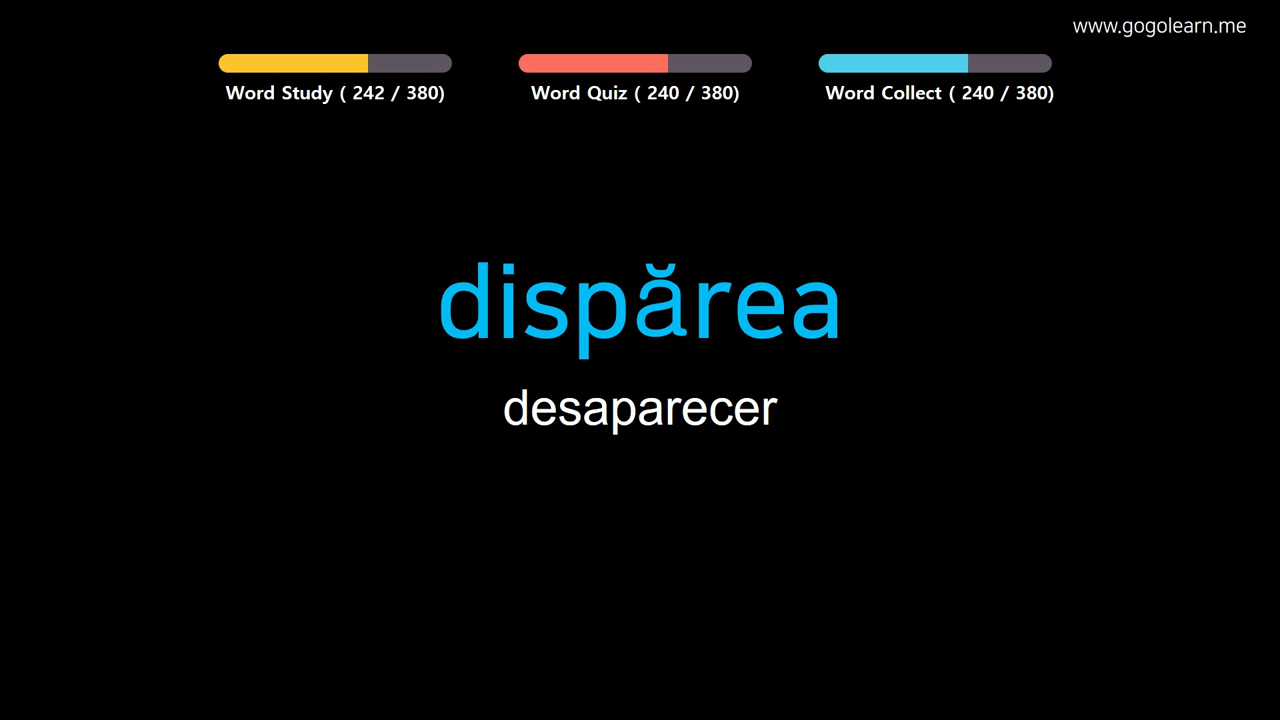 www.gogolearn.me
Word Study ( 242 / 380)
Word Quiz ( 240 / 380)
Word Collect ( 240 / 380)
dispărea
desaparecer